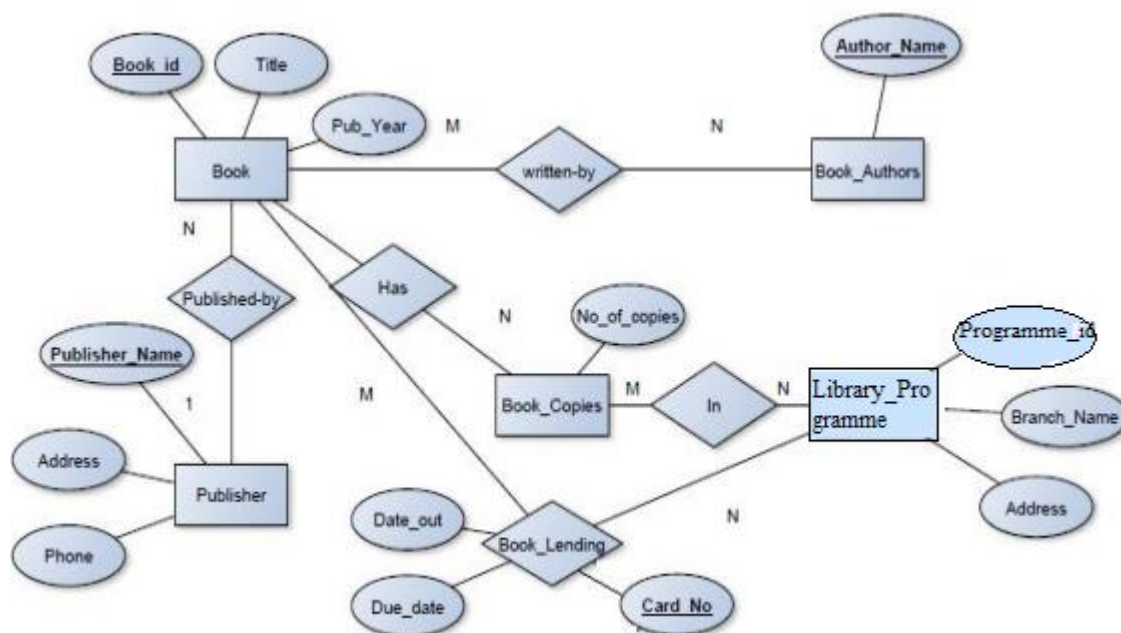 Author_Name
Book_id
Title
Pub_Year
M
N
Book
written-by
Book_Authors
N
Published-by
Has
No_of_copies
Programme_id
Publisher_Name
N
1
M
Book_Copies
M
In
N
Library_Pro
gramme
Branch_Name
Address
Publisher
Date_out
N
Address
Phone
Book_Lending
Due_date
Card_No